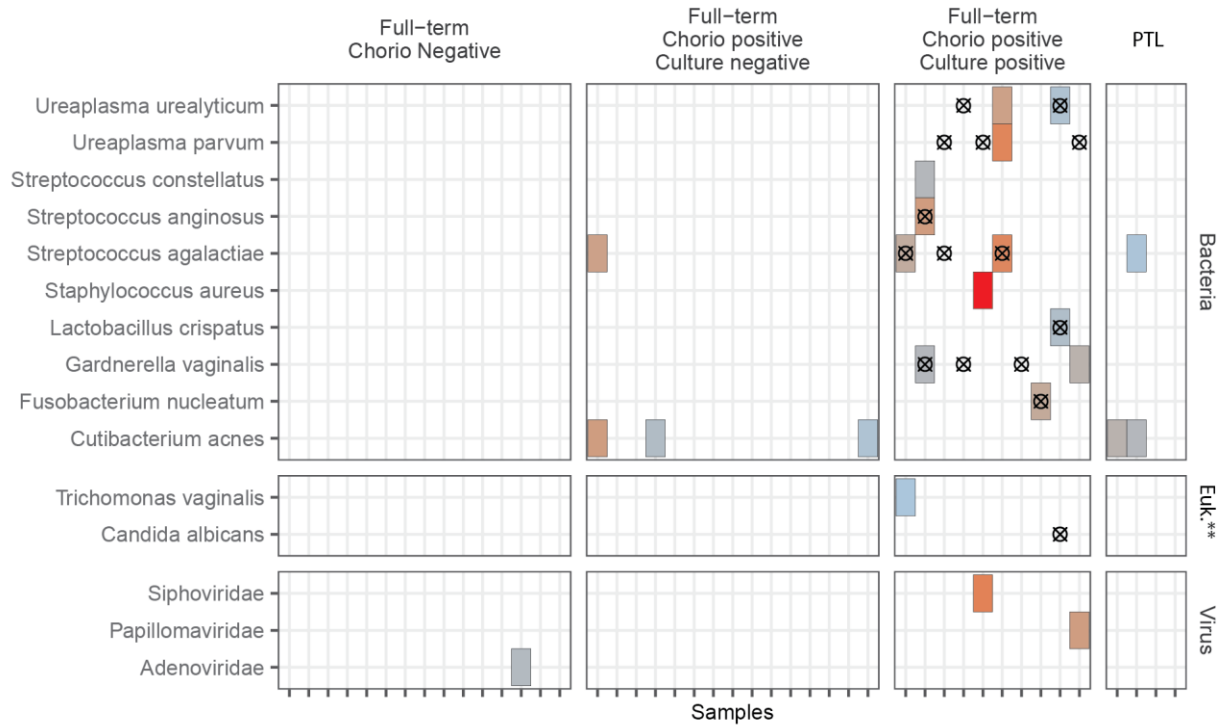 Full−term
Chorio Negative
Full−term
Chorio positive
Culture negative
Full−term
Chorio positive
Culture positive
PTL
Ureaplasma urealyticum
Ureaplasma parvum
Streptococcus constellatus
Streptococcus anginosus
Streptococcus agalactiae
Staphylococcus aureus
Lactobacillus crispatus
Gardnerella vaginalis
Fusobacterium nucleatum
Cutibacterium acnes
Bacteria
Trichomonas vaginalis
Candida albicans
Euk.**
Siphoviridae
Papillomaviridae
Adenoviridae
Virus
Samples